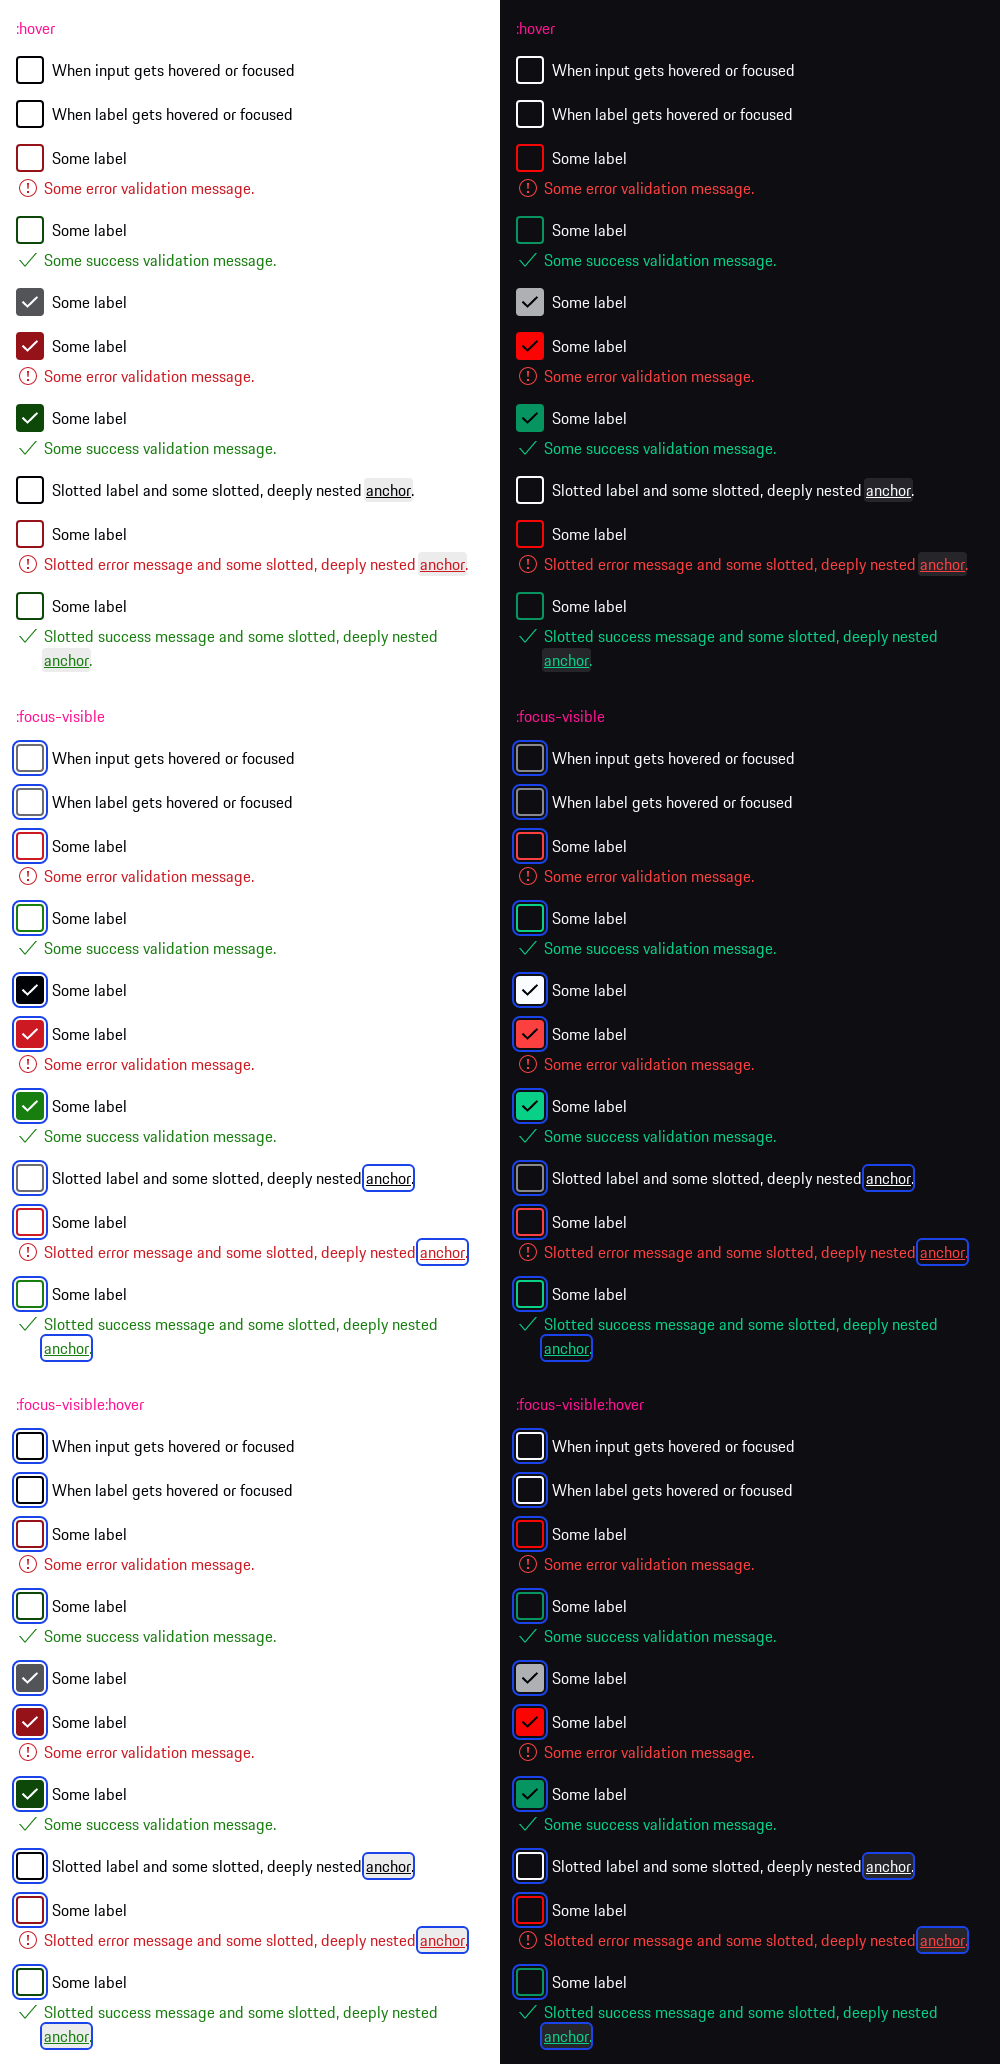 :hover
When input gets hovered or focused
When label gets hovered or focused
Some label
Some error validation message.
Some label
Some success validation message.
Some label
Some label
Some error validation message.
Some label
Some success validation message.
Slotted label and some slotted, deeply nested anchor.
Some label
Slotted error message and some slotted, deeply nested anchor.
Some label
Slotted success message and some slotted, deeply nested
anchor.
:focus-visible
When input gets hovered or focused
When label gets hovered or focused
Some label
Some error validation message.
Some label
Some success validation message.
Some label
Some label
Some error validation message.
Some label
Some success validation message.
Slotted label and some slotted, deeply nested anchor.
Some label
Slotted error message and some slotted, deeply nested anchor.
Some label
Slotted success message and some slotted, deeply nested
anchor.
:focus-visible:hover
When input gets hovered or focused
When label gets hovered or focused
Some label
Some error validation message.
Some label
Some success validation message.
Some label
Some label
Some error validation message.
Some label
Some success validation message.
Slotted label and some slotted, deeply nested anchor.
Some label
Slotted error message and some slotted, deeply nested anchor.
Some label
Slotted success message and some slotted, deeply nested
anchor.
:hover
When input gets hovered or focused
When label gets hovered or focused
Some label
Some error validation message.
Some label
Some success validation message.
Some label
Some label
Some error validation message.
Some label
Some success validation message.
Slotted label and some slotted, deeply nested anchor.
Some label
Slotted error message and some slotted, deeply nested anchor.
Some label
Slotted success message and some slotted, deeply nested
anchor.
:focus-visible
When input gets hovered or focused
When label gets hovered or focused
Some label
Some error validation message.
Some label
Some success validation message.
Some label
Some label
Some error validation message.
Some label
Some success validation message.
Slotted label and some slotted, deeply nested anchor.
Some label
Slotted error message and some slotted, deeply nested anchor.
Some label
Slotted success message and some slotted, deeply nested
anchor.
:focus-visible:hover
When input gets hovered or focused
When label gets hovered or focused
Some label
Some error validation message.
Some label
Some success validation message.
Some label
Some label
Some error validation message.
Some label
Some success validation message.
Slotted label and some slotted, deeply nested anchor.
Some label
Slotted error message and some slotted, deeply nested anchor.
Some label
Slotted success message and some slotted, deeply nested
anchor.